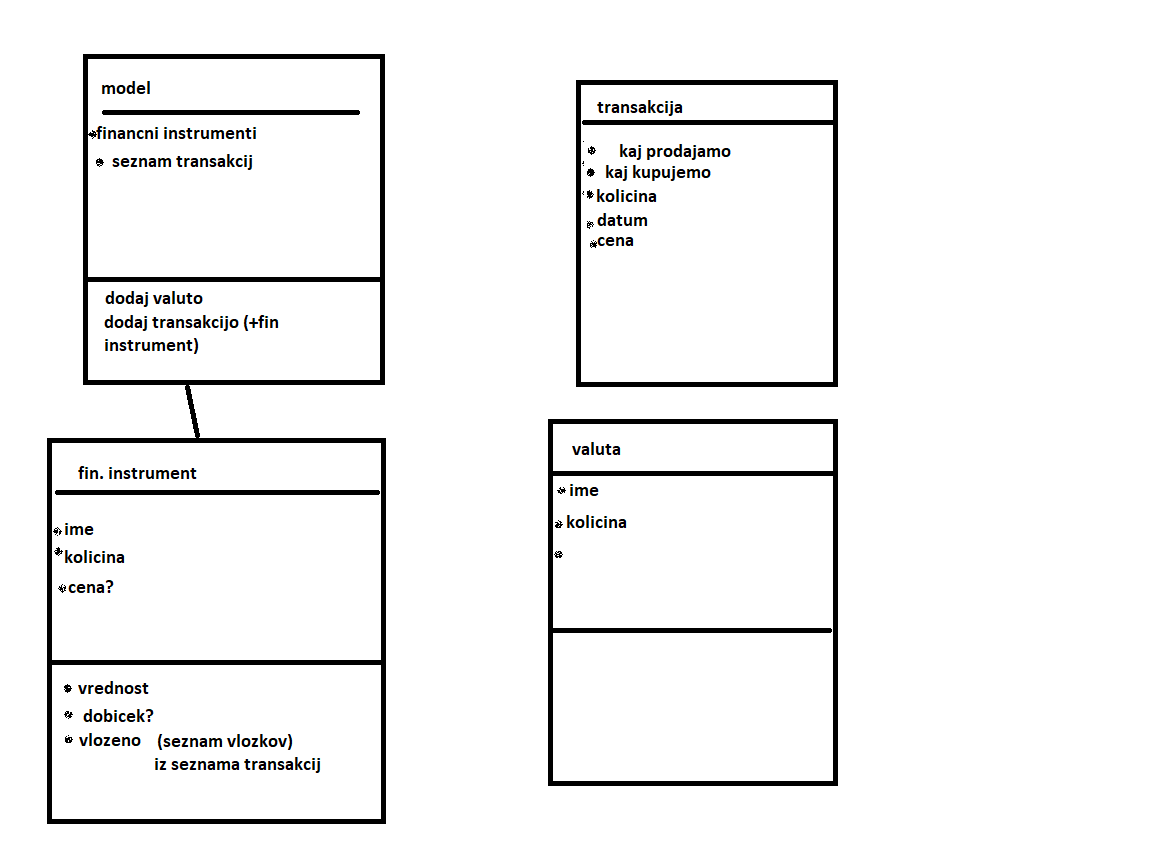 model
financni instrumenti
seznam transakcij
dodaj valuto
dodaj transakcijo (+fin
instrument)
transakcija
kaj prodajamo
kaj kupujemo
kolicina
datum
cena
fin. instrument
ime
kolicina
cena?
vrednost
dobicek?
vlozeno (seznam vlozkov)
iz seznama transakcij
valuta
ime
kolicina